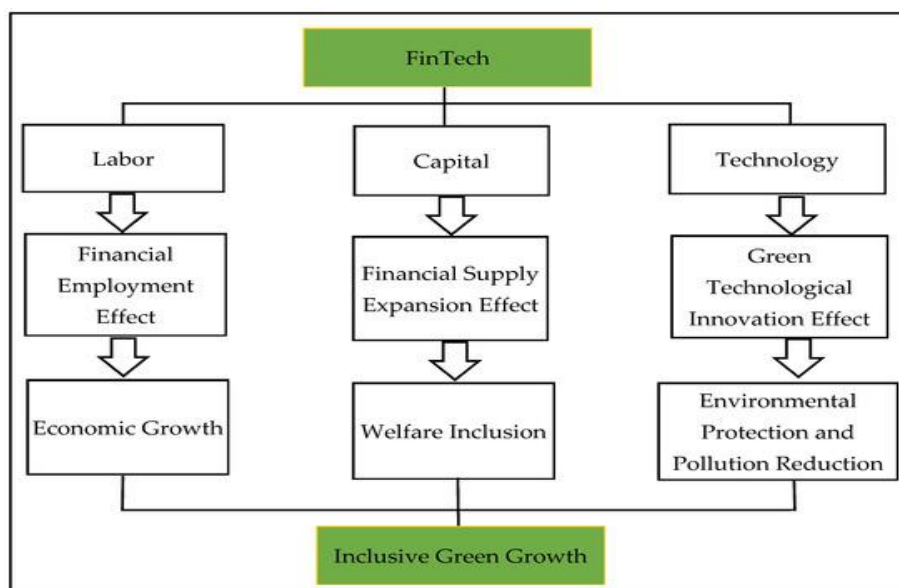 FinTech
Labor
Capital
Technology
Financial
Employment
Effect
Financial Supply
Expansion Effect
Green
Technological
Innovation Effect
Economic Growth
Welfare Inclusion
Environmental
Protection and
Pollution Reduction
Inclusive Green Growth